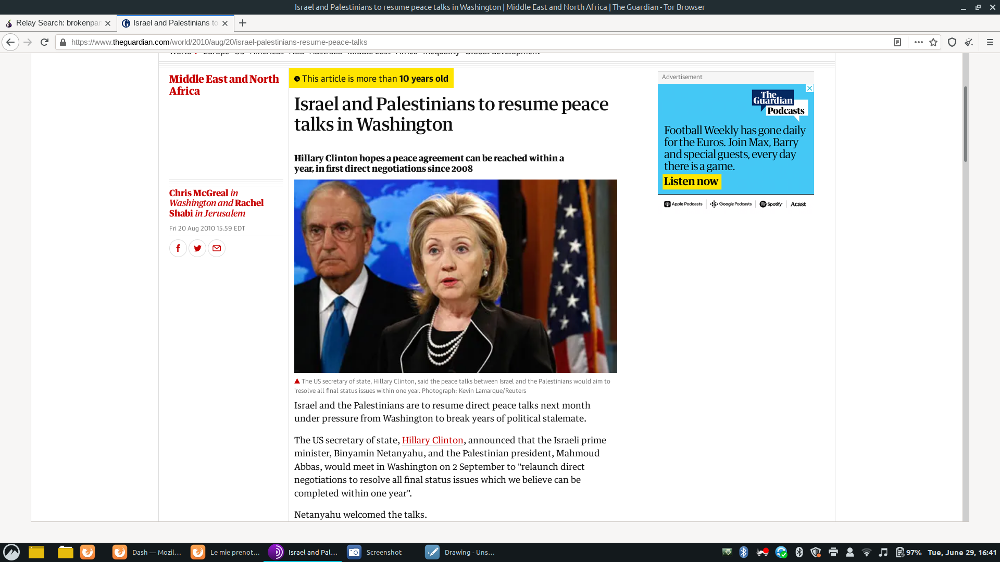 Israel and Palestinians to resume peace talks in Washington | Middle East and North Africa | The Guardian - Tor Browser
Relay Search: brokenpar
Israel and Palestinians to
https://www.theguardian.com/world/2010/aug/20/israel-palestinians-resume-peace-talks
World Europe US Americas Asia Australia Middle East Africa Inequality Global development
Middle East and North
Africa
This article is more than 10 years old
Israel and Palestinians to resume peace
talks in Washington
Hillary Clinton hopes a peace agreement can be reached within a
year, in first direct negotiations since 2008
Chris McGreal in
Washington and Rachel
Shabi in Jerusalem
Fri 20 Aug 2010 15.59 EDT
The US secretary of state, Hillary Clinton, said the peace talks between Israel and the Palestinians would aim to
'resolve all final status issues within one year. Photograph: Kevin Lamarque/Reuters
Israel and the Palestinians are to resume direct peace talks next month
under pressure from Washington to break years of political stalemate.
The US secretary of state, Hillary Clinton, announced that the Israeli prime
minister, Binyamin Netanyahu, and the Palestinian president, Mahmoud
Abbas, would meet in Washington on 2 September to "relaunch direct
negotiations to resolve all final status issues which we believe can be
completed within one year".
Netanyahu welcomed the talks.
Advertisement
The
Guardian
Podcasts
Football Weekly has gone daily
for the Euros. Join Max, Barry
and special guests, every day
there is a game.
Listen now
Apple Podcasts
Google Podcasts
Spotify
Acast
Dash — Mozil...
Le mie prenot...
Israel and Pal...
Screenshot
Drawing - Uns...
97%
Tue, June 29, 16:41